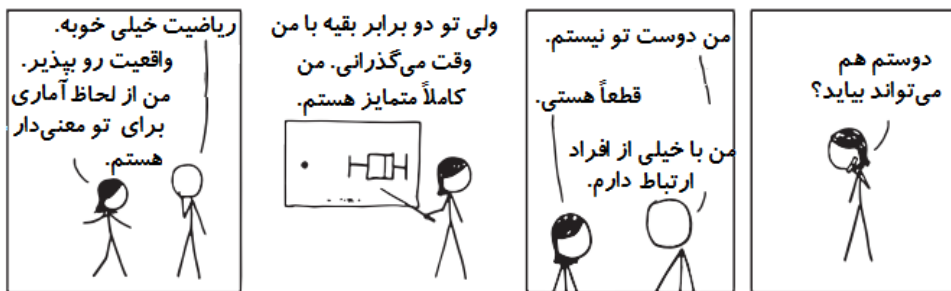 دوستم هم
می‌تواند بیاید؟
من دوست تو نیستم.
قطعاً هستی.
من با خیلی از افراد
ارتباط دارم.
ولی تو دو برابر بقیه با من
وقت می‌گذرانی. من
کاملاً متمایز هستم.
ریاضیت خیلی خوبه.
واقعیت رو بپذیر.
من از لحاظ آماری
برای تو معنی‌دار
هستم.